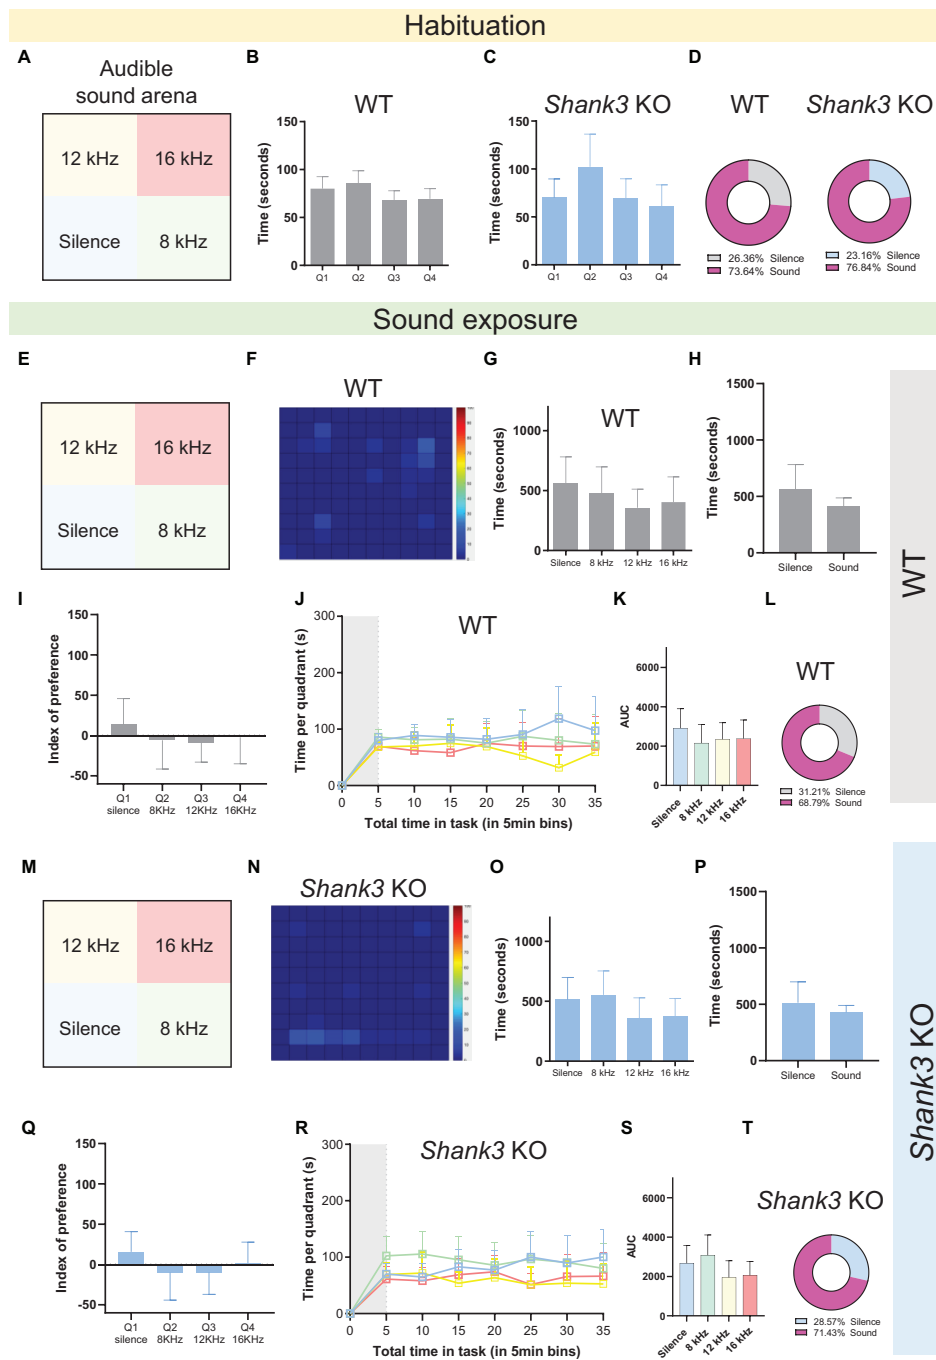 Habituation
A
Audible
sound arena
12 kHz
16 kHz
Silence
8 kHz
B
WT
Time (seconds)
150
100
50
0
Q1
Q2
Q3
Q4
C
Shank3 KO
Time (seconds)
150
100
50
0
Q1
Q2
Q3
Q4
D
WT
Shank3 KO
26.36% Silence
73.64% Sound
23.16% Silence
76.84% Sound
Sound exposure
E
12 kHz
16 kHz
Silence
8 kHz
F
WT
G
WT
Time (seconds)
1000
500
0
Silence
8 kHz
12 kHz
16 kHz
H
Time (seconds)
1500
1000
500
0
Silence
Sound
WT
I
Index of preference
150
100
50
0
-50
Q1
silence
Q2
8KHz
Q3
12KHz
Q4
16KHz
J
WT
Time per quadrant (s)
300
200
100
0
0
5
10
15
20
25
30
35
Total time in task (in 5min bins)
K
AUC
6000
4000
2000
0
Silence
8 kHz
12 kHz
16 kHz
L
WT
31.21% Silence
68.79% Sound
M
12 kHz
16 kHz
Silence
8 kHz
N
Shank3 KO
O
Time (seconds)
1000
500
0
Silence
8 kHz
12 kHz
16 kHz
P
Time (seconds)
1500
1000
500
0
Silence
Sound
Shank3 KO
Q
Index of preference
150
100
50
0
-50
Q1
silence
Q2
8KHz
Q3
12KHz
Q4
16KHz
R
Shank3 KO
Time per quadrant (s)
300
200
100
0
0
5
10
15
20
25
30
35
Total time in task (in 5min bins)
S
AUC
6000
4000
2000
0
Silence
8 kHz
12 kHz
16 kHz
T
Shank3 KO
28.57% Silence
71.43% Sound